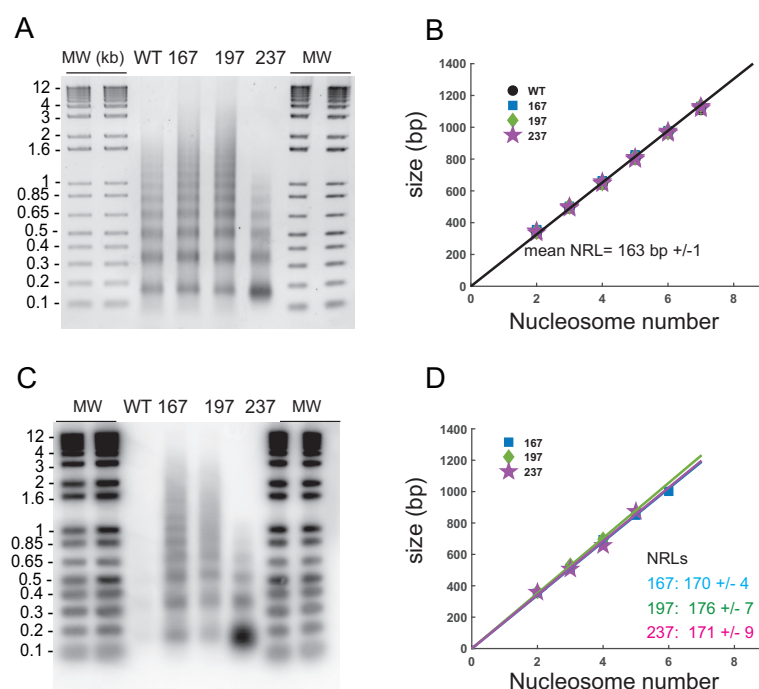 A
MW (kb) WT 167 197 237 MW
12 -
4 -
3 -
2 -
1.6 -
1 -
0.85 -
0.65 -
0.5 -
0.4 -
0.3 -
0.2 -
0.1 -
B
1400
1200
1000
800
600
400
200
0
size (bp)
WT
167
197
237
mean NRL= 163 bp +/-1
0 2 4 6 8
Nucleosome number
C
MW WT 167 197 237 MW
12 -
4 -
3 -
2 -
1.6 -
1 -
0.85 -
0.65 -
0.5 -
0.4 -
0.3 -
0.2 -
0.1 -
D
1400
1200
1000
800
600
400
200
0
size (bp)
167
197
237
NRLs
167: 170 +/- 4
197: 176 +/- 7
237: 171 +/- 9
0 2 4 6 8
Nucleosome number